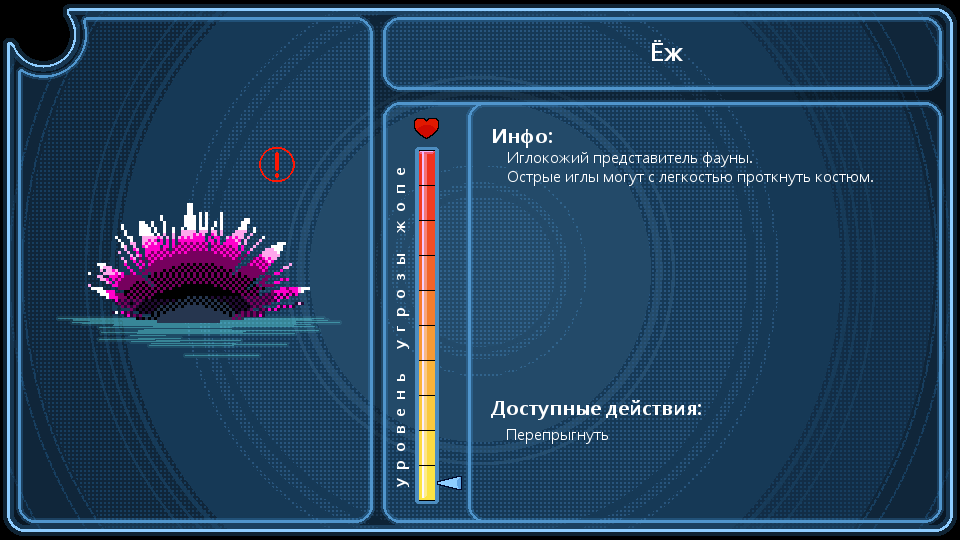 Ёж
Инфо:
Иглокожий представитель фауны.
Острые иглы могут с легкостью проткнуть костюм.
уровень угрозы жопе
Доступные действия:
Перепрыгнуть